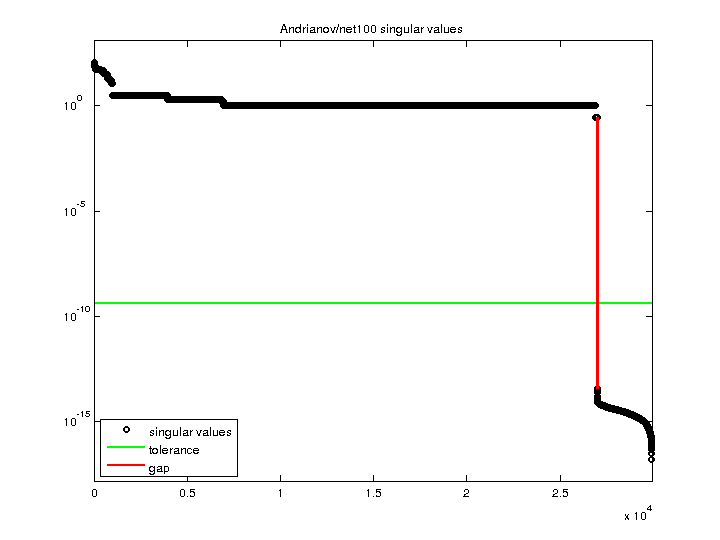 Andrianov/net100 singular values
10^0
10^-5
10^-10
10^-15
singular values
tolerance
gap
0 0.5 1 1.5 2 2.5
x 10^4